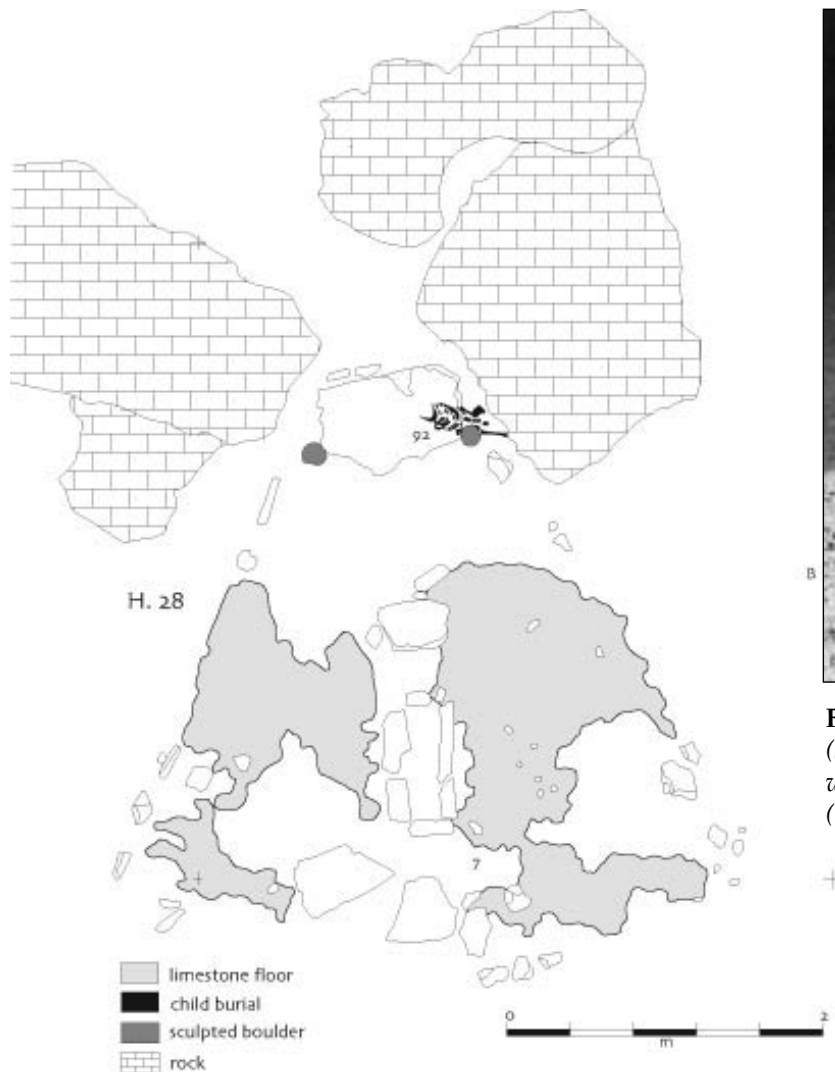 92
B
H. 28
F
(
w
(
7
limestone floor
child burial
sculpted boulder
rock
0 2
m